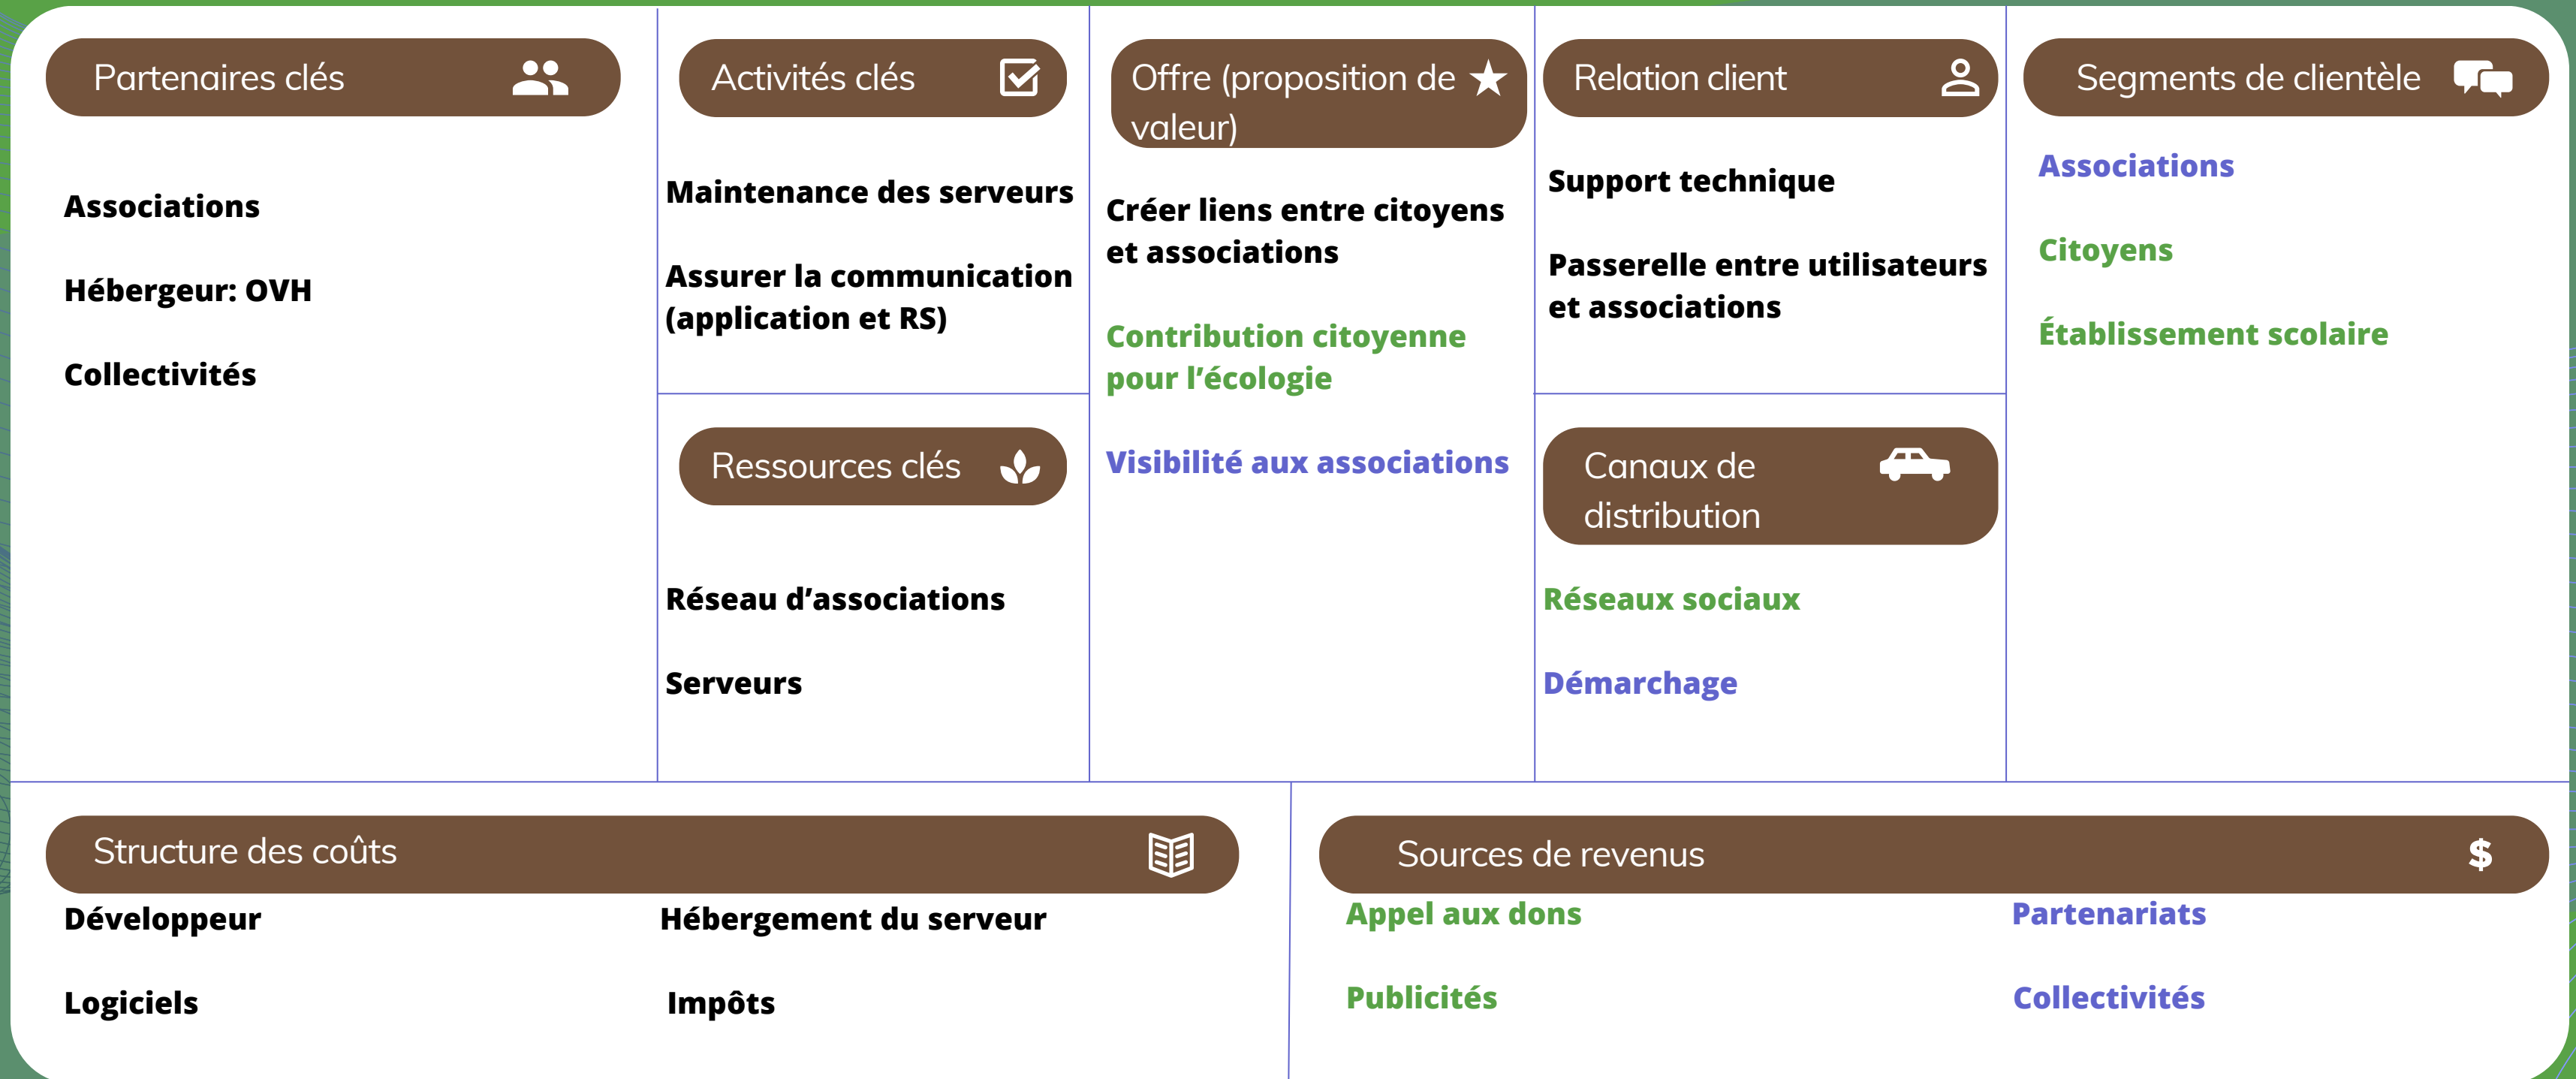 Partenaires clés
Associations
Hébergeur: OVH
Collectivités
Activités clés
Maintenance des serveurs
Assurer la communication
(application et RS)
Ressources clés
Réseau d’associations
Serveurs
Offre (proposition de
valeur)
Créer liens entre citoyens
et associations
Contribution citoyenne
pour l’écologie
Visibilité aux associations
Relation client
Support technique
Passerelle entre utilisateurs
et associations
Canaux de
distribution
Réseaux sociaux
Démarchage
Segments de clientèle
Associations
Citoyens
Établissement scolaire
Structure des coûts
Développeur
Hébergement du serveur
Logiciels
Impôts
Sources de revenus
$
Appel aux dons
Partenariats
Publicités
Collectivités